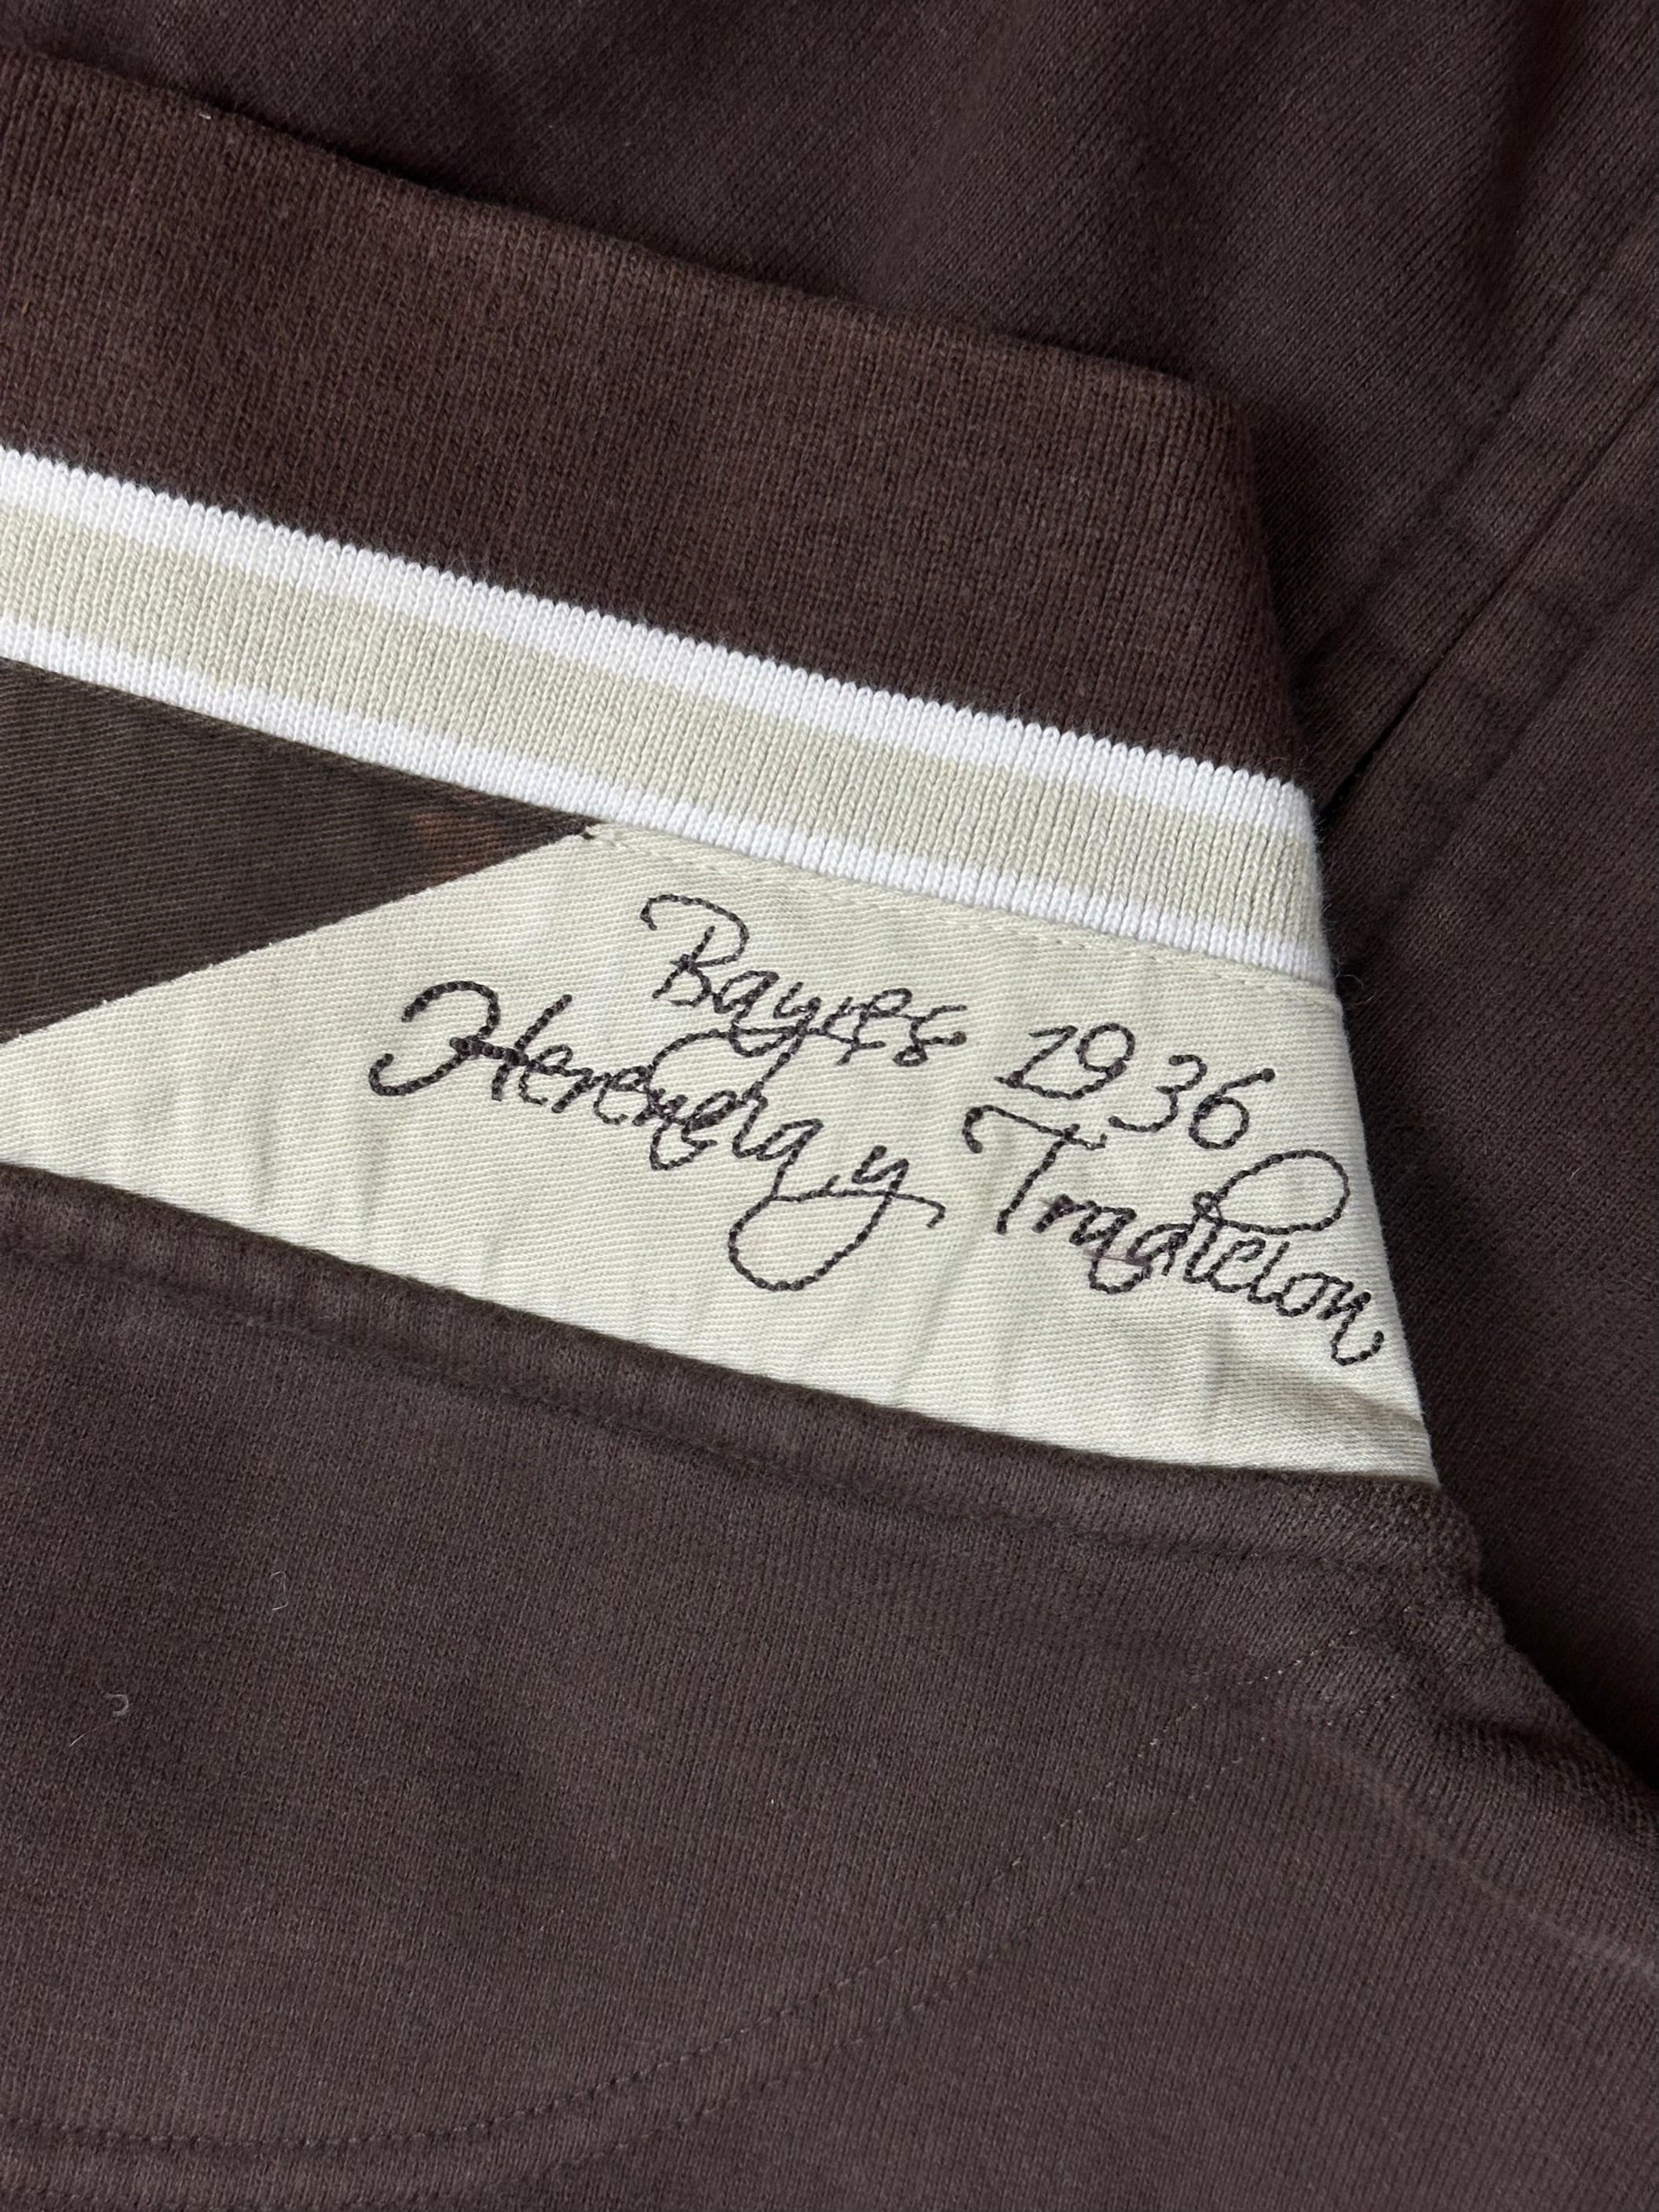 Bayres 1936
Herencia y Tradicion